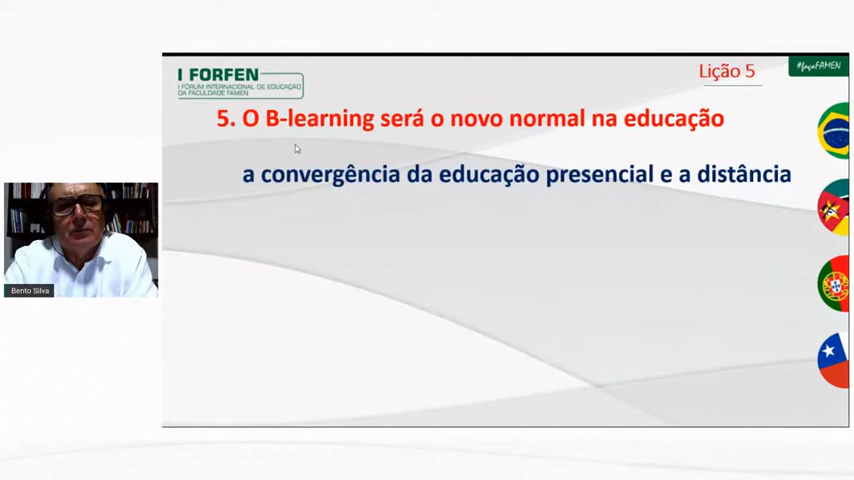 I FORFEN
I FÓRUM INTERNACIONAL DE EDUCAÇÃO
DA FACULDADE FAMEN
Lição 5
#façaFAMEN
5. O B-learning será o novo normal na educação
a convergência da educação presencial e a distância
Bento Silva